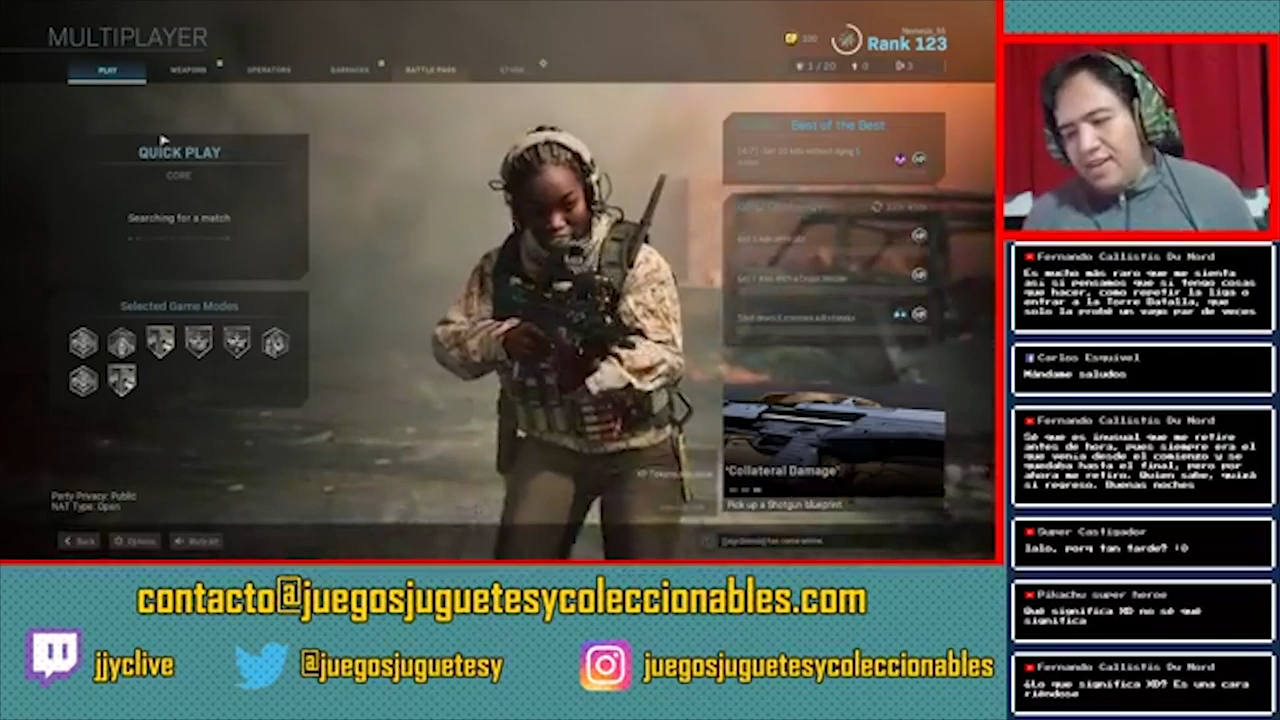 MULTIPLAYER
Rank 123
1 / 20
0
3
PLAY
WEAPONS
OPERATORS
BARRACKS
BATTLE PASS
STORE
QUICK PLAY
CORE
Searching for a match
Selected Game Modes
Best of the Best
"Collateral Damage"
Pick up a Shotgun blueprint
Party Privacy: Public
NAT Type: Open
Back
Options
contacto@juegosjuguetesycoleccionables.com
jjyclive
@juegosjuguetesy
juegosjuguetesycoleccionables
Fernando Callistis Du Nord
Es mucho más raro que me sienta
así si pensamos que si tengo cosas
que hacer, como repetir la liga o
entrar a la Torre Batalla, que
solo la probé un vago par de veces
Carlos Esquivel
Mándame saludos
Fernando Callistis Du Nord
Sé que es inusual que me retire
antes de hora, pues siempre era el
que venía desde el comienzo y se
quedaba hasta el final, pero por
ahora me retiro. Quien sabe, quizá
si regreso. Buenas noches
Super Castigador
lalo, porq tan tarde? :O
Pikachu super heroe
Qué significa XD no sé qué
significa
Fernando Callistis Du Nord
¿Lo que significa XD? Es una cara
riéndose